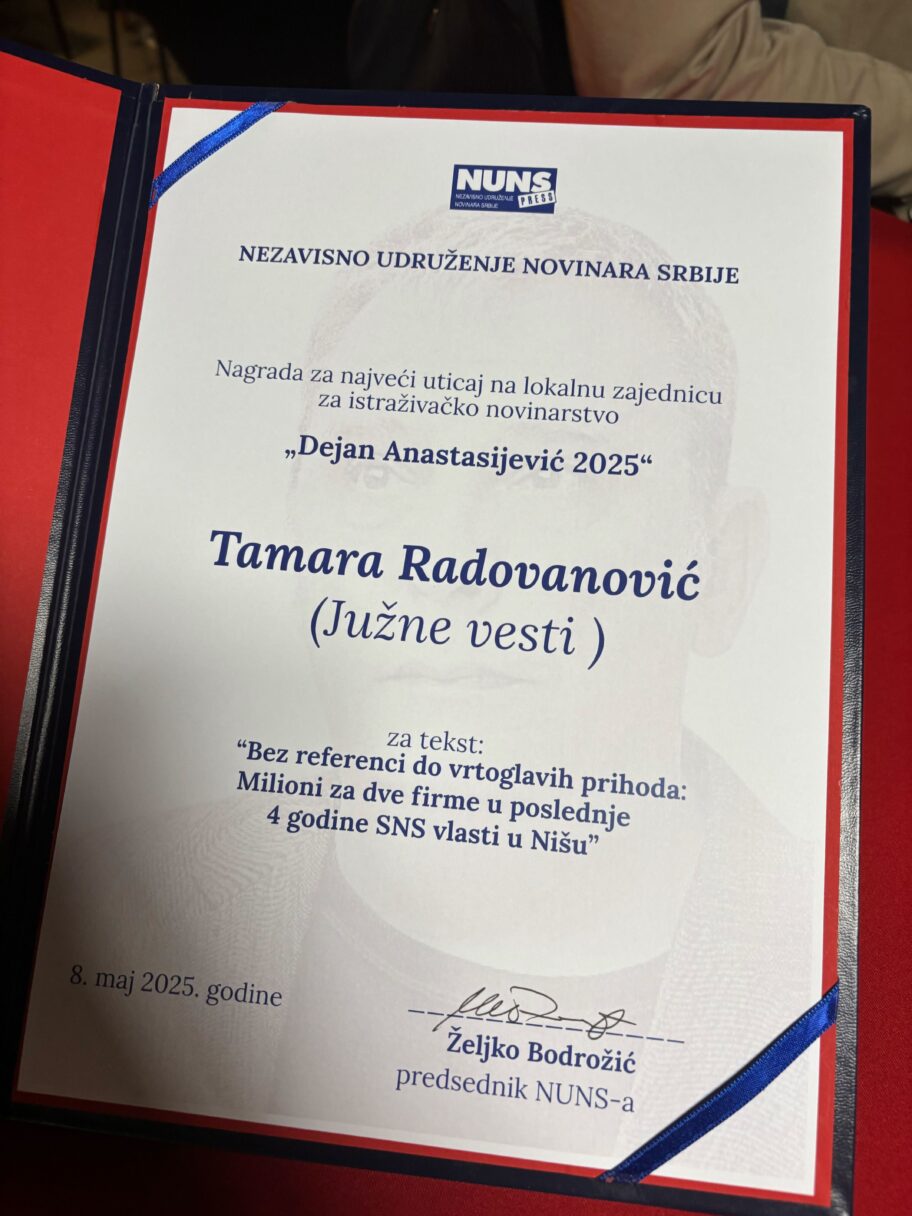 NUNS
NEZAVISNO UDRUŽENJE
NOVINARA SRBIJE
PRESS
NEZAVISNO UDRUŽENJE NOVINARA SRBIJE
Nagrada za najveći uticaj na lokalnu zajednicu
za istraživačko novinarstvo
„Dejan Anastasijević 2025“
Tamara Radovanović
(Južne vesti )
za tekst:
“Bez referenci do vrtoglavih prihoda:
Milioni za dve firme u poslednje
4 godine SNS vlasti u Nišu”
8. maj 2025. godine
Željko Bodrožić
predsednik NUNS-a